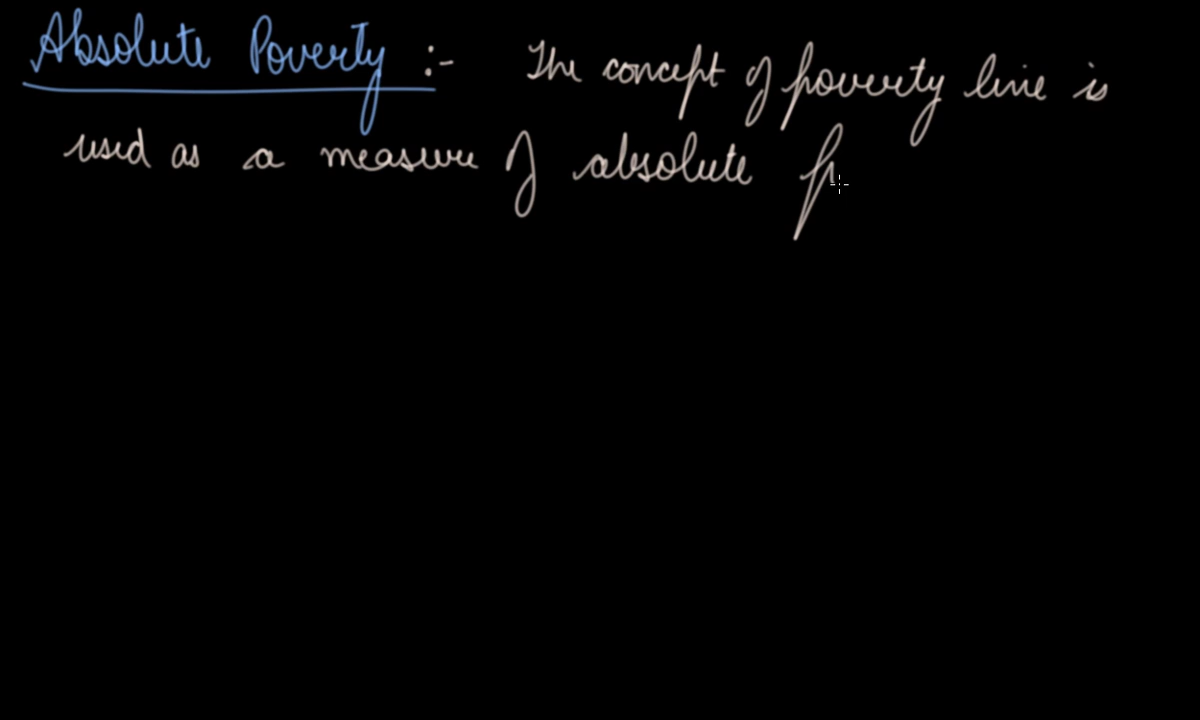 Absolute Poverty :- The concept of poverty line is
used as a measure of absolute p